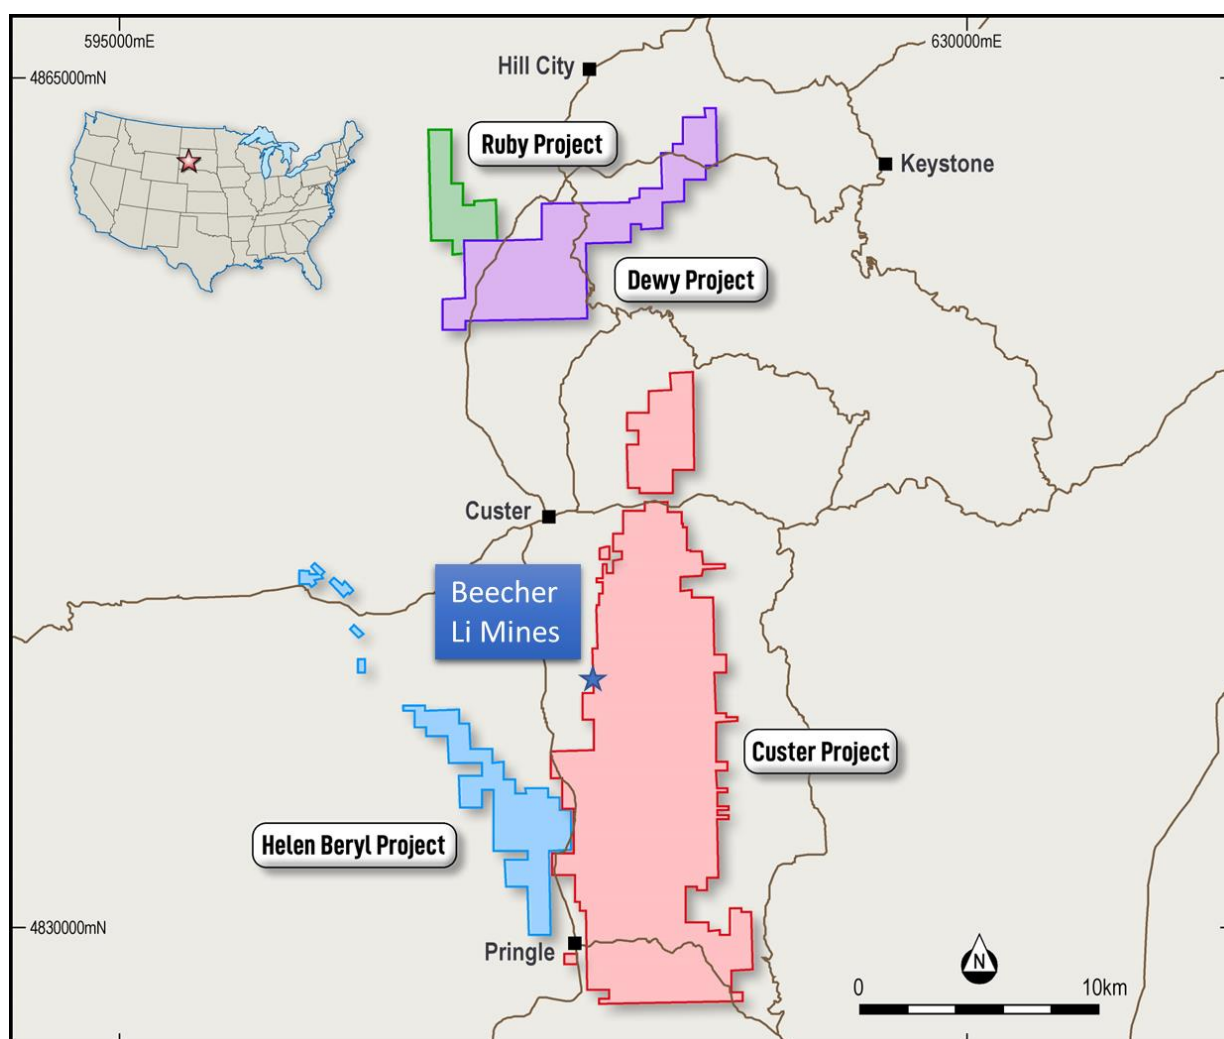 595000mE
630000mE
4865000mN
Hill City
Ruby Project
Keystone
Dewy Project
Custer
Beecher
Li Mines
Custer Project
Helen Beryl Project
4830000mN
Pringle
N
0
10km